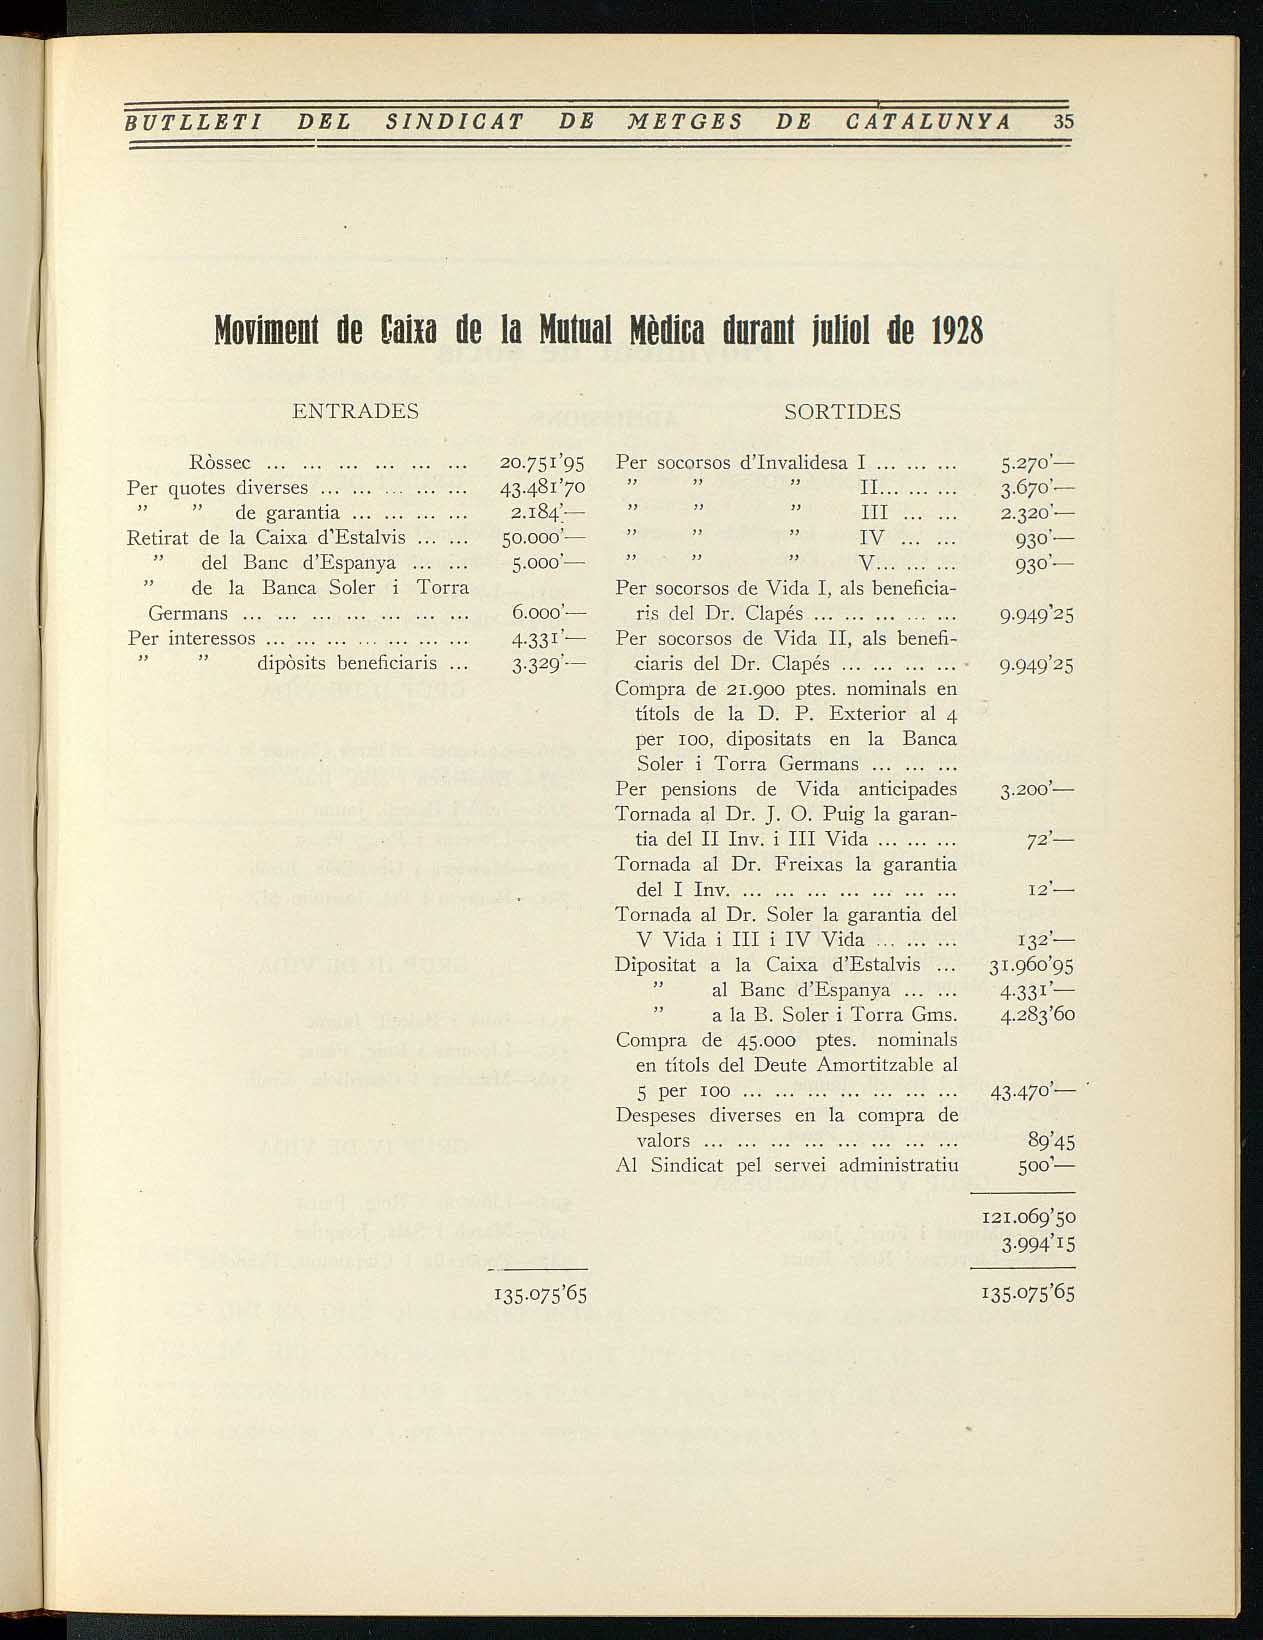 BUTLLETI DEL SINDICAT DE METGES DE CATALUNYA 35
Moviment de Caixa de la Mutual Mèdica durant juliol de 1928
ENTRADES
Ròssec ... ... ... ... ... ... 20.751'95
Per quotes diverses ... ... ... ... ... 43.481'70
” ” de garantia ... ... ... ... 2.184'—
Retirat de la Caixa d'Estalvis ... ... 50.000'—
” del Banc d'Espanya ... ... 5.000'—
” de la Banca Soler i Torra
Germans ... ... ... ... ... ... ... 6.000'—
Per interessos ... ... ... ... ... ... 4.331'—
” ” dipòsits beneficiaris ... 3.329'—
135.075'65
SORTIDES
Per socorsos d'Invalidesa I ... ... ... 5.270'—
” ” ” II... ... ... 3.670'—
” ” ” III ... ... 2.320'—
” ” ” IV ... ... 930'—
” ” ” V... ... ... 930'—
Per socorsos de Vida I, als beneficia-
ris del Dr. Clapés ... ... ... ... ... 9.949'25
Per socorsos de Vida II, als benefi-
ciaris del Dr. Clapés ... ... ... ... 9.949'25
Compra de 21.900 ptes. nominals en
títols de la D. P. Exterior al 4
per 100, dipositats en la Banca
Soler i Torra Germans ... ... ...
Per pensions de Vida anticipades 3.200'—
Tornada al Dr. J. O. Puig la garan-
tia del II Inv. i III Vida ... ... ... 72'—
Tornada al Dr. Freixas la garantia
del I Inv. ... ... ... ... ... ... ... 12'—
Tornada al Dr. Soler la garantia del
V Vida i III i IV Vida ... ... ... 132'—
Dipositat a la Caixa d'Estalvis ... 31.960'95
” al Banc d'Espanya ... ... 4.331'—
” a la B. Soler i Torra Gms. 4.283'60
Compra de 45.000 ptes. nominals
en títols del Deute Amortitzable al
5 per 100 ... ... ... ... ... ... ... 43.470'—
Despeses diverses en la compra de
valors ... ... ... ... ... ... ... ... 89'45
Al Sindicat pel servei administratiu 500'—
121.069'50
3.994'15
135.075'65